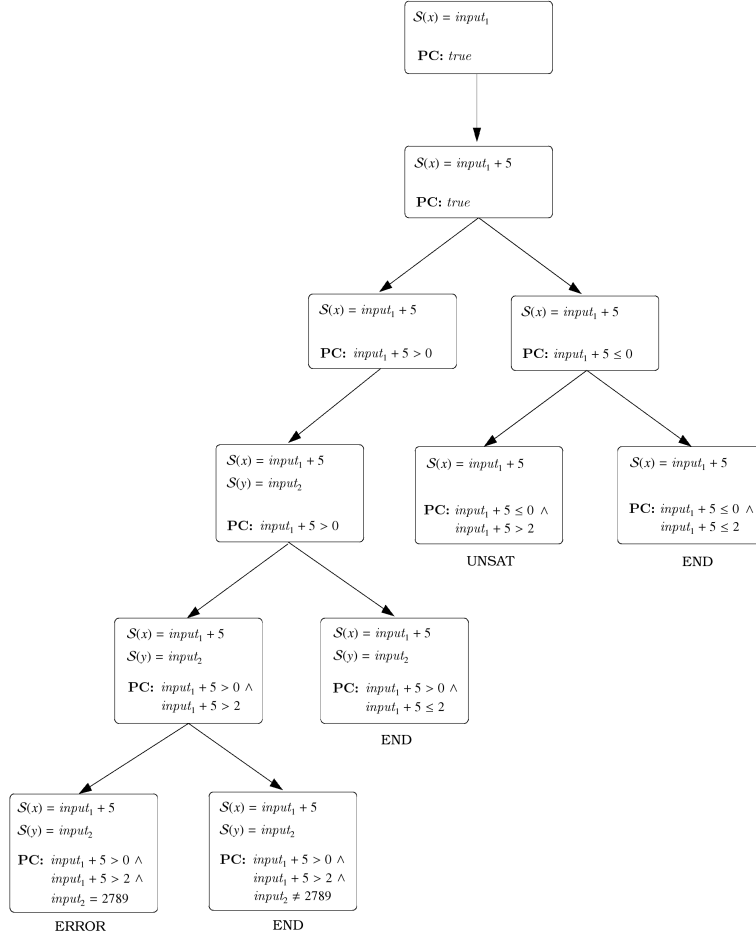 𝒮(x) = input₁
PC: true
𝒮(x) = input₁ + 5
PC: true
𝒮(x) = input₁ + 5
PC: input₁ + 5 > 0
𝒮(x) = input₁ + 5
PC: input₁ + 5 ≤ 0
𝒮(x) = input₁ + 5
𝒮(y) = input₂
PC: input₁ + 5 > 0
𝒮(x) = input₁ + 5
PC: input₁ + 5 ≤ 0 ∧
input₁ + 5 > 2
UNSAT
𝒮(x) = input₁ + 5
PC: input₁ + 5 ≤ 0 ∧
input₁ + 5 ≤ 2
END
𝒮(x) = input₁ + 5
𝒮(y) = input₂
PC: input₁ + 5 > 0 ∧
input₁ + 5 > 2
𝒮(x) = input₁ + 5
𝒮(y) = input₂
PC: input₁ + 5 > 0 ∧
input₁ + 5 ≤ 2
END
𝒮(x) = input₁ + 5
𝒮(y) = input₂
PC: input₁ + 5 > 0 ∧
input₁ + 5 > 2 ∧
input₂ = 2789
ERROR
𝒮(x) = input₁ + 5
𝒮(y) = input₂
PC: input₁ + 5 > 0 ∧
input₁ + 5 > 2 ∧
input₂ ≠ 2789
END